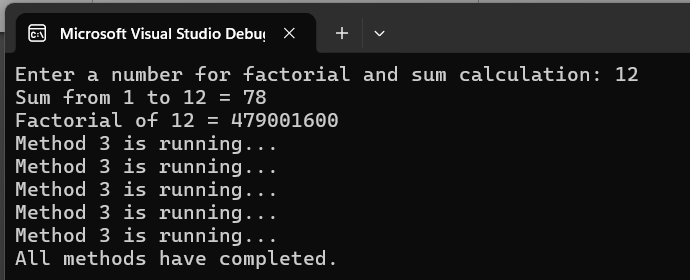 Microsoft Visual Studio Debu
Enter a number for factorial and sum calculation: 12
Sum from 1 to 12 = 78
Factorial of 12 = 479001600
Method 3 is running...
Method 3 is running...
Method 3 is running...
Method 3 is running...
Method 3 is running...
All methods have completed.